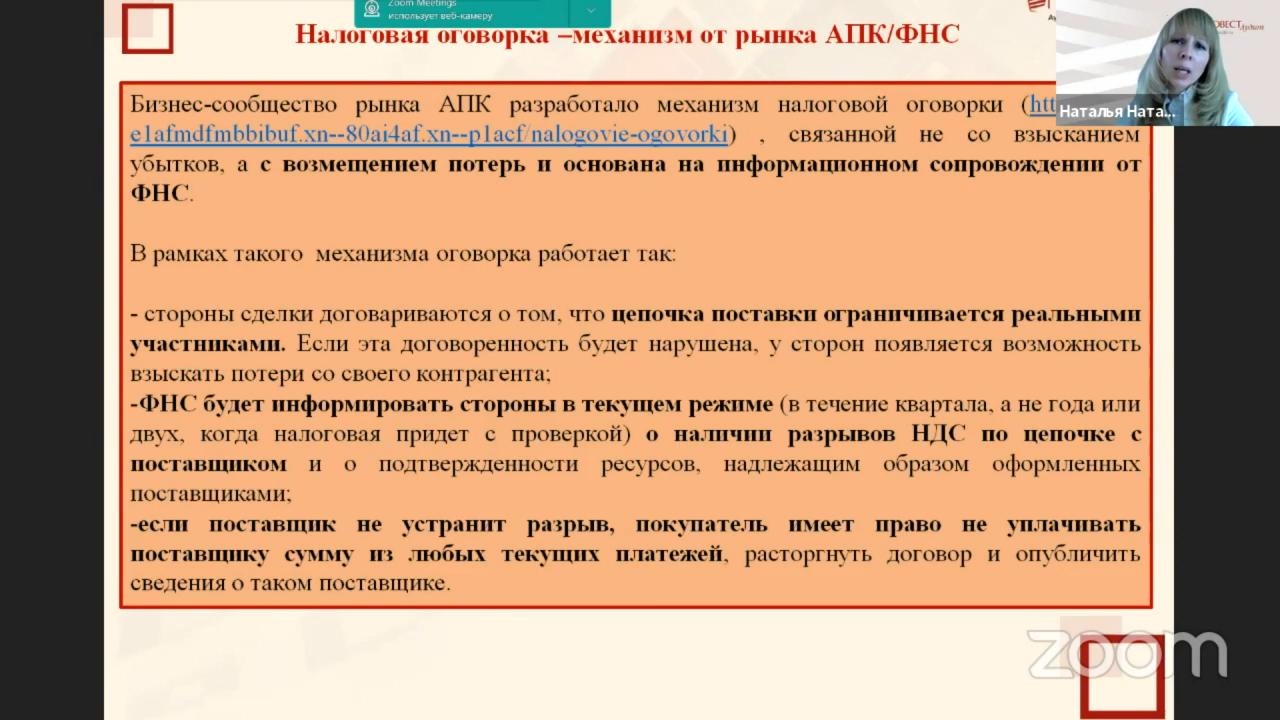 Zoom Meetings
использует веб-камеру
Налоговая оговорка –механизм от рынка АПК/ФНС
Наталья Ната...
Бизнес-сообщество рынка АПК разработало механизм налоговой оговорки (htt
e1afmdfmbbibuf.xn--80ai4af.xn--p1acf/nalogovie-ogovorki) , связанной не со взысканием
убытков, а с возмещением потерь и основана на информационном сопровождении от
ФНС.
В рамках такого механизма оговорка работает так:
- стороны сделки договариваются о том, что цепочка поставки ограничивается реальными
участниками. Если эта договоренность будет нарушена, у сторон появляется возможность
взыскать потери со своего контрагента;
-ФНС будет информировать стороны в текущем режиме (в течение квартала, а не года или
двух, когда налоговая придет с проверкой) о наличии разрывов НДС по цепочке с
поставщиком и о подтвержденности ресурсов, надлежащим образом оформленных
поставщиками;
-если поставщик не устранит разрыв, покупатель имеет право не уплачивать
поставщику сумму из любых текущих платежей, расторгнуть договор и опубличить
сведения о таком поставщике.
zoom